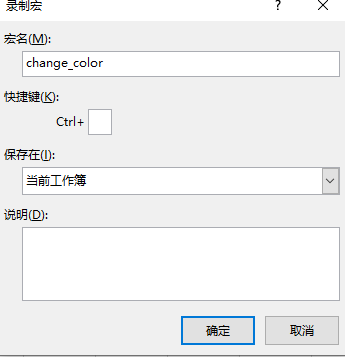 录制宏
?
宏名(M):
change_color
快捷键(K):
Ctrl+
保存在(I):
当前工作簿
说明(D):
确定
取消